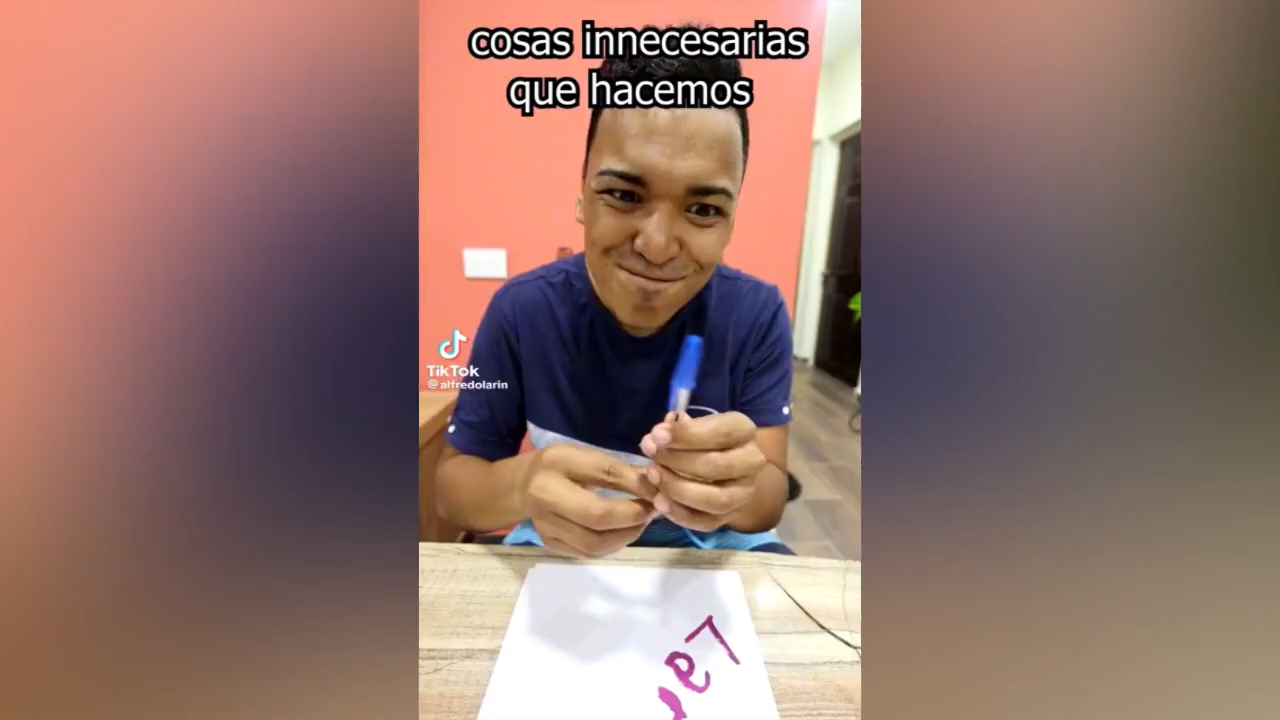 cosas innecesarias
que hacemos
TikTok
@alfredolarin